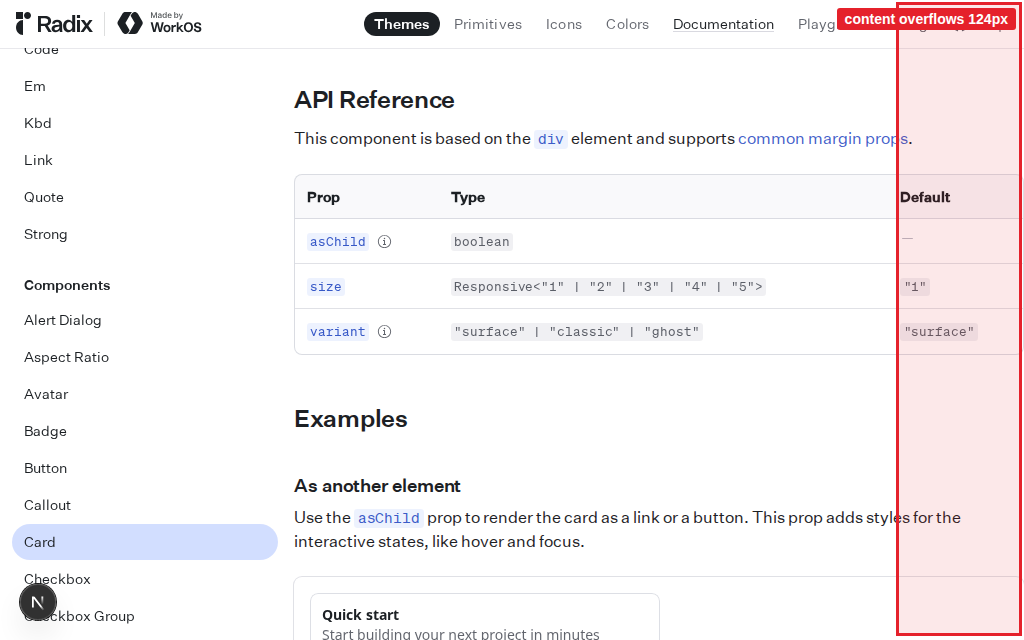 Radix
Made by
WorkOS
Themes
Primitives
Icons
Colors
Documentation
Playg
content overflows 124px
Code
Em
Kbd
Link
Quote
Strong
Components
Alert Dialog
Aspect Ratio
Avatar
Badge
Button
Callout
Card
Checkbox
Checkbox Group
N
API Reference
This component is based on the div element and supports common margin props.
Prop Type Default
asChild boolean —
size Responsive<"1" | "2" | "3" | "4" | "5"> "1"
variant "surface" | "classic" | "ghost" "surface"
Examples
As another element
Use the asChild prop to render the card as a link or a button. This prop adds styles for the
interactive states, like hover and focus.
Quick start
Start building your next project in minutes